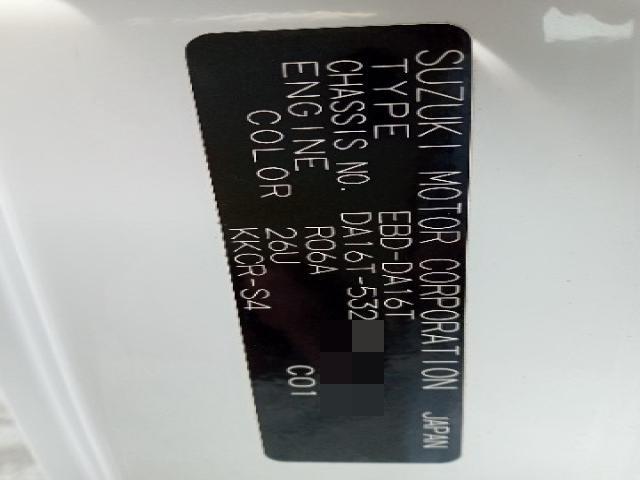 SUZUKI MOTOR CORPORATION JAPAN
TYPE EBD-DA16T
CHASSIS NO. DA16T-532
ENGINE R06A
COLOR 26U C01
KKCR-S4